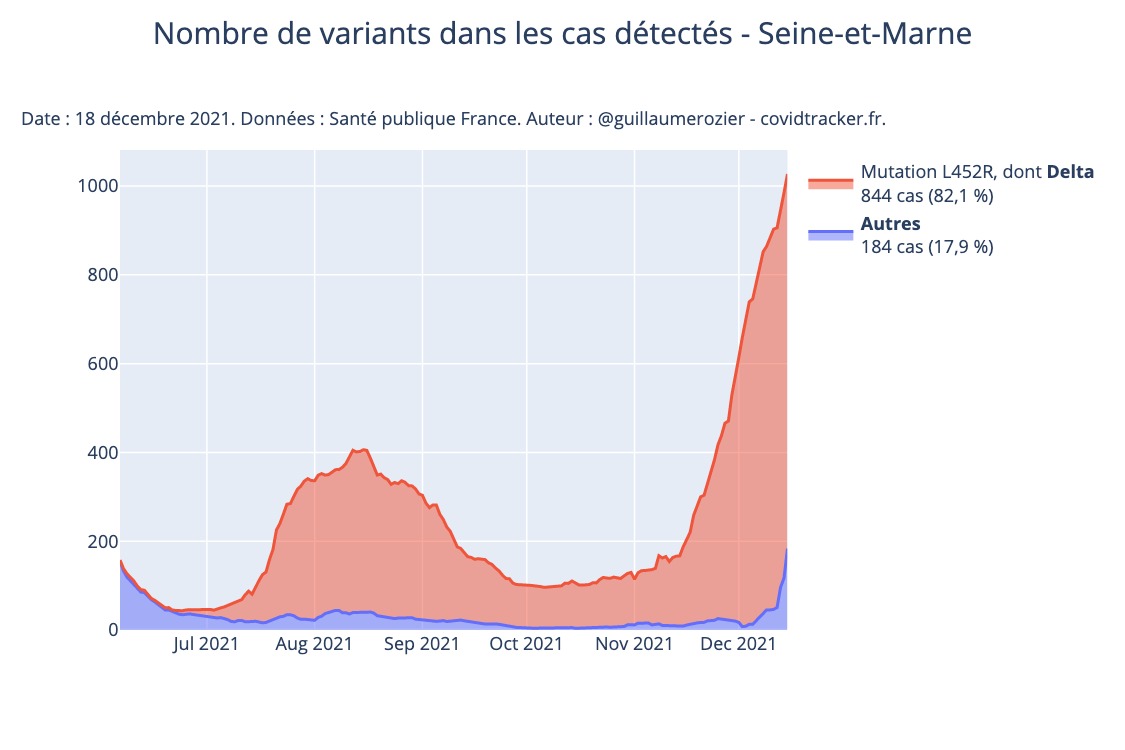 Nombre de variants dans les cas détectés - Seine-et-Marne
Date : 18 décembre 2021. Données : Santé publique France. Auteur : @guillaumerozier - covidtracker.fr.
Mutation L452R, dont Delta
844 cas (82,1 %)
Autres
184 cas (17,9 %)
1000
800
600
400
200
0
Jul 2021 Aug 2021 Sep 2021 Oct 2021 Nov 2021 Dec 2021